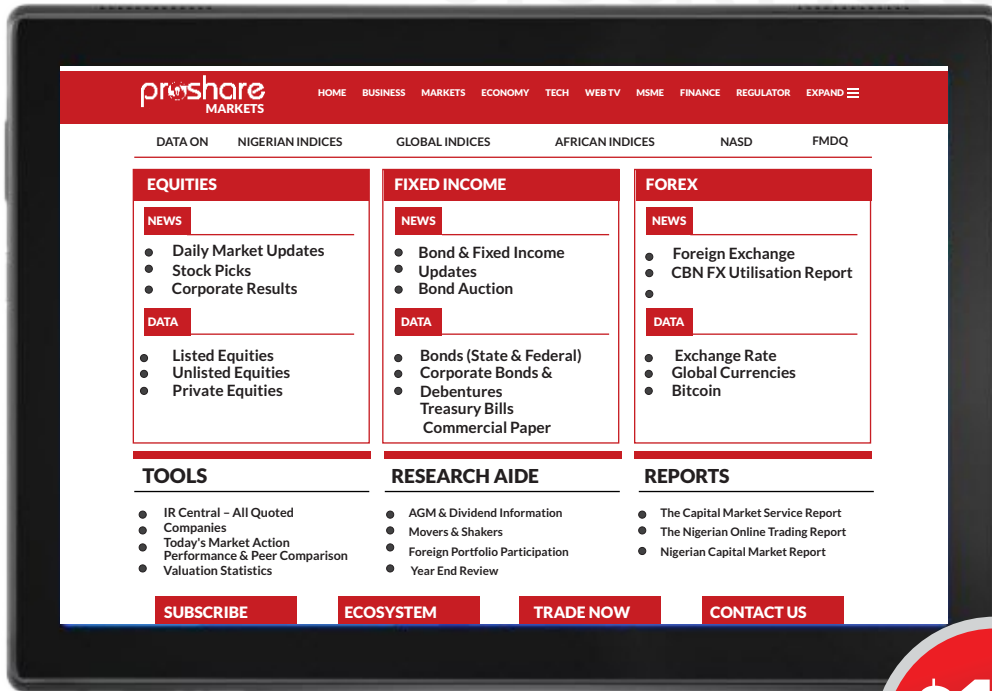 proshare
MARKETS
HOME BUSINESS MARKETS ECONOMY TECH WEB TV MSME FINANCE REGULATOR EXPAND
DATA ON NIGERIAN INDICES GLOBAL INDICES AFRICAN INDICES NASD FMDQ
EQUITIES
NEWS
Daily Market Updates
Stock Picks
Corporate Results
DATA
Listed Equities
Unlisted Equities
Private Equities
FIXED INCOME
NEWS
Bond & Fixed Income
Updates
Bond Auction
DATA
Bonds (State & Federal)
Corporate Bonds &
Debentures
Treasury Bills
Commercial Paper
FOREX
NEWS
Foreign Exchange
CBN FX Utilisation Report
DATA
Exchange Rate
Global Currencies
Bitcoin
TOOLS
IR Central – All Quoted
Companies
Today's Market Action
Performance & Peer Comparison
Valuation Statistics
RESEARCH AIDE
AGM & Dividend Information
Movers & Shakers
Foreign Portfolio Participation
Year End Review
REPORTS
The Capital Market Service Report
The Nigerian Online Trading Report
Nigerian Capital Market Report
SUBSCRIBE ECOSYSTEM TRADE NOW CONTACT US